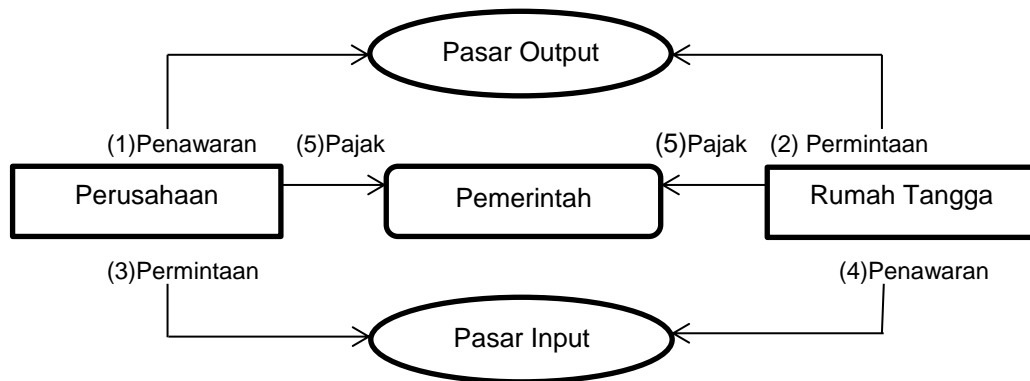 Pasar Output
(1)Penawaran (5)Pajak (5)Pajak (2) Permintaan
Perusahaan Pemerintah Rumah Tangga
(3)Permintaan (4)Penawaran
Pasar Input